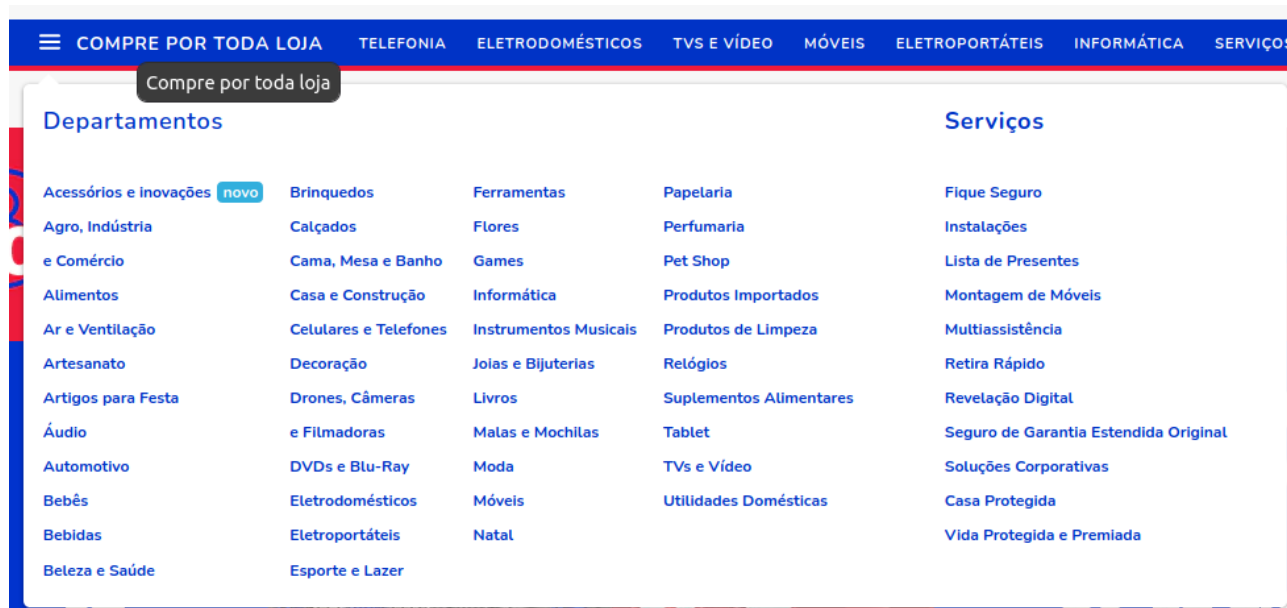 COMPRE POR TODA LOJA TELEFONIA ELETRODOMÉSTICOS TVS E VÍDEO MÓVEIS ELETROPORTÁTEIS INFORMÁTICA SERVIÇOS
Compre por toda loja
Departamentos
Acessórios e inovações novo
Agro, Indústria
e Comércio
Alimentos
Ar e Ventilação
Artesanato
Artigos para Festa
Áudio
Automotivo
Bebês
Bebidas
Beleza e Saúde
Brinquedos
Calçados
Cama, Mesa e Banho
Casa e Construção
Celulares e Telefones
Decoração
Drones, Câmeras
e Filmadoras
DVDs e Blu-Ray
Eletrodomésticos
Eletroportáteis
Esporte e Lazer
Ferramentas
Flores
Games
Informática
Instrumentos Musicais
Joias e Bijuterias
Livros
Malas e Mochilas
Moda
Móveis
Natal
Papelaria
Perfumaria
Pet Shop
Produtos Importados
Produtos de Limpeza
Relógios
Suplementos Alimentares
Tablet
TVs e Vídeo
Utilidades Domésticas
Serviços
Fique Seguro
Instalações
Lista de Presentes
Montagem de Móveis
Multiassistência
Retira Rápido
Revelação Digital
Seguro de Garantia Estendida Original
Soluções Corporativas
Casa Protegida
Vida Protegida e Premiada